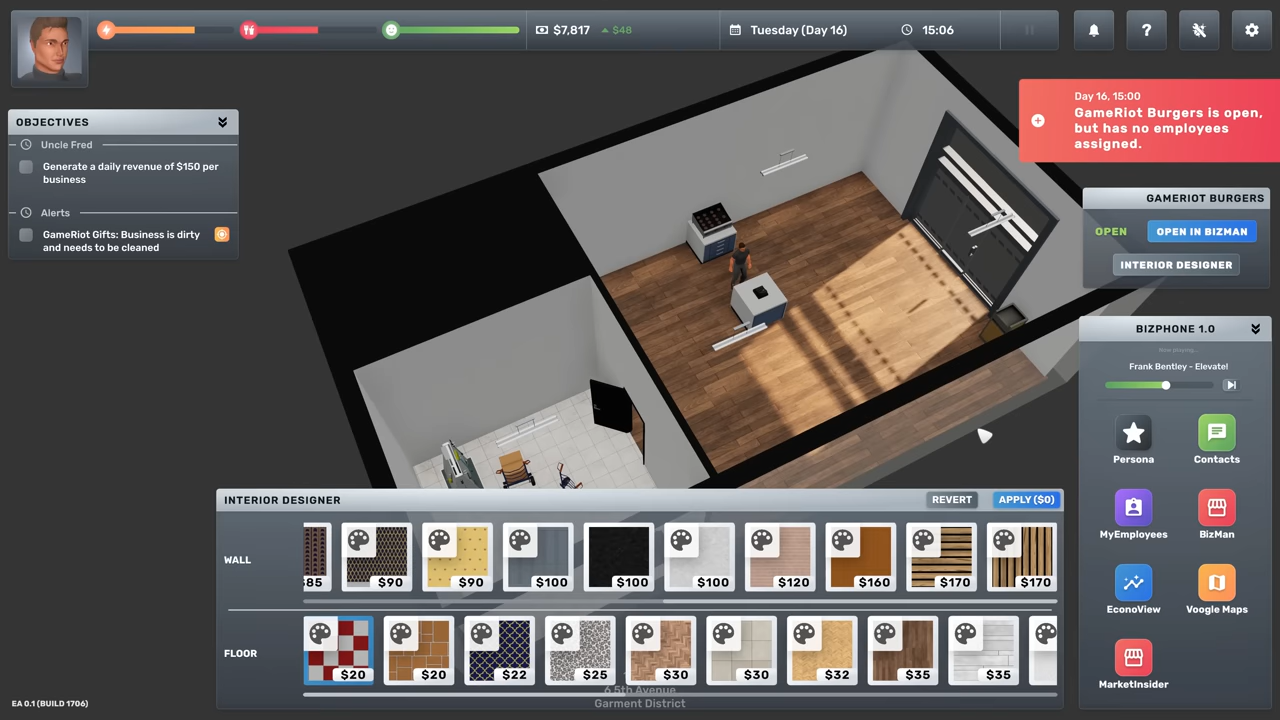 $7,817
$46
Tuesday (Day 16)
15:06
?
OBJECTIVES
Uncle Fred
Generate a daily revenue of $150 per
business
Alerts
GameRiot Gifts: Business is dirty
and needs to be cleaned
Day 16, 15:00
GameRiot Burgers is open,
but has no employees
assigned.
GAMERIOT BURGERS
OPEN
OPEN IN BIZMAN
INTERIOR DESIGNER
BIZPHONE 1.0
Now playing...
Frank Bentley - Elevate!
Persona
Contacts
MyEmployees
BizMan
EconoView
Voogle Maps
MarketInsider
INTERIOR DESIGNER
REVERT
APPLY ($0)
WALL
$85
$90
$90
$100
$100
$100
$120
$160
$170
$170
FLOOR
$20
$20
$22
$25
$30
$30
$32
$35
$35
6 5th Avenue
Garment District
EA 0.1 (BUILD 1706)